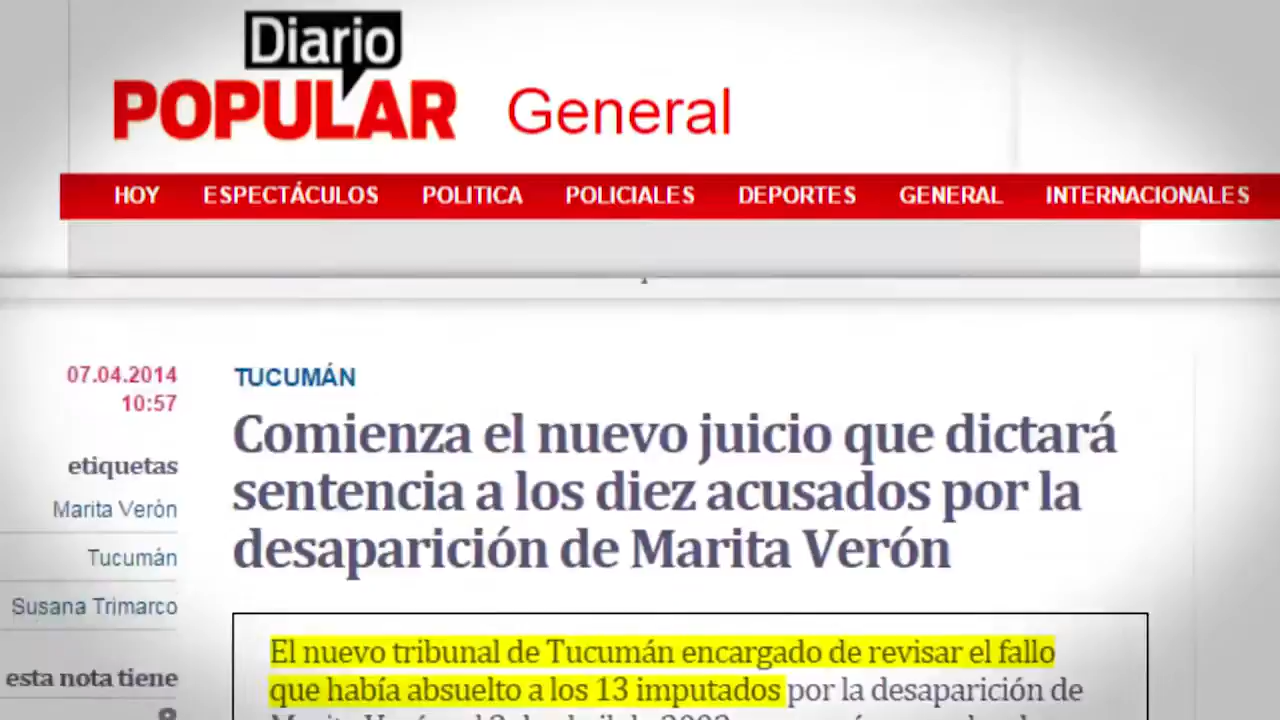 Diario
POPULAR
General
HOY ESPECTÁCULOS POLITICA POLICIALES DEPORTES GENERAL INTERNACIONALES
07.04.2014
10:57
etiquetas
Marita Verón
Tucumán
Susana Trimarco
esta nota tiene
TUCUMÁN
Comienza el nuevo juicio que dictará
sentencia a los diez acusados por la
desaparición de Marita Verón
El nuevo tribunal de Tucumán encargado de revisar el fallo
que había absuelto a los 13 imputados por la desaparición de